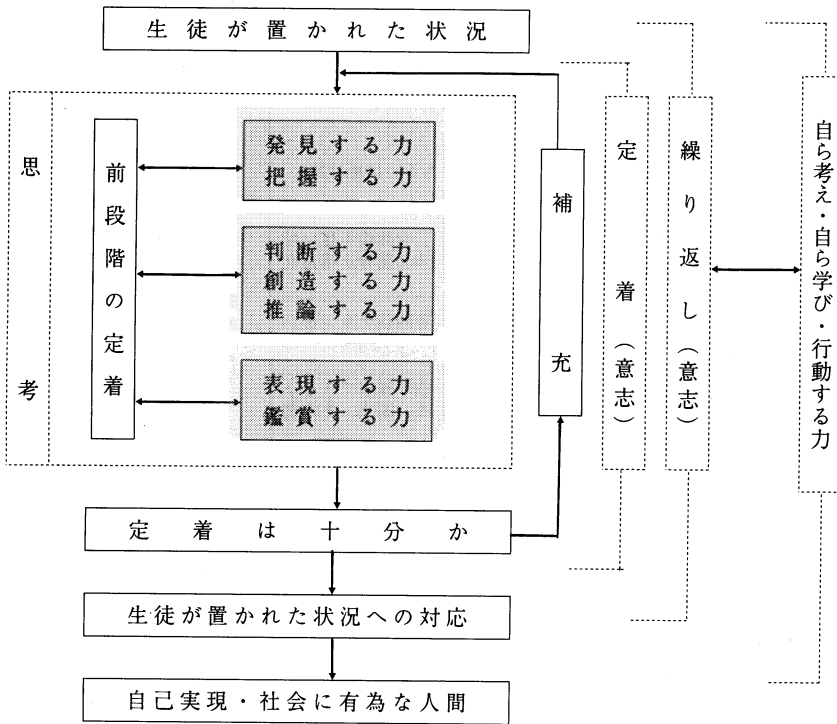 生徒が置かれた状況
思考
前段階の定着
発見する力
把握する力
判断する力
創造する力
推論する力
表現する力
鑑賞する力
補充
定着(意志)
繰り返し(意志)
自ら考え・自ら学び・行動する力
定着は十分か
生徒が置かれた状況への対応
自己実現・社会に有為な人間